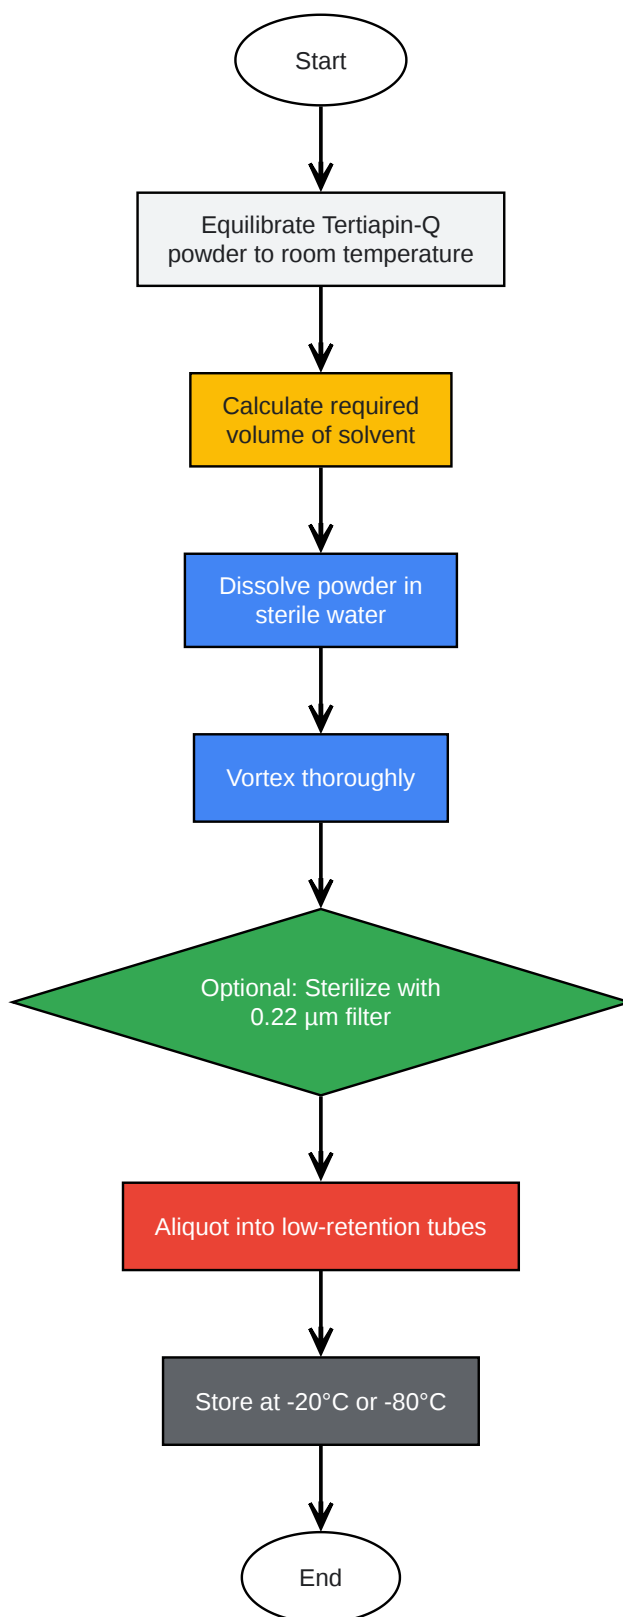 Start
Equilibrate Tertiapin-Q
powder to room temperature
Calculate required
volume of solvent
Dissolve powder in
sterile water
Vortex thoroughly
Optional: Sterilize with
0.22 µm filter
Aliquot into low-retention tubes
Store at -20°C or -80°C
End